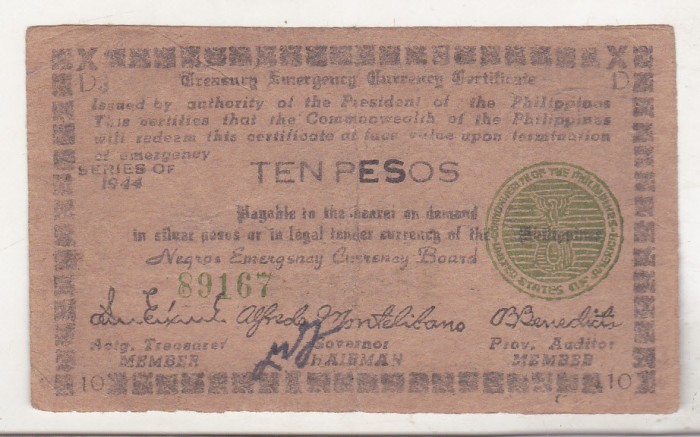 X X
D3 Treasury Emergency Currency Certificate D
Issued by authority of the President of the Philippines
This certifies that the Commonwealth of the Philippines
will redeem this certificate at face value upon termination
of emergency
SERIES OF
1944
TEN PESOS
Payable to the bearer on demand
in silver pesos or in legal tender currency of the Philippines
Negros Emergency Currency Board
89167
Alfredo Montelibano B Benedicto
Actg. Treasurer Governor Prov. Auditor
MEMBER CHAIRMAN MEMBER
10 10